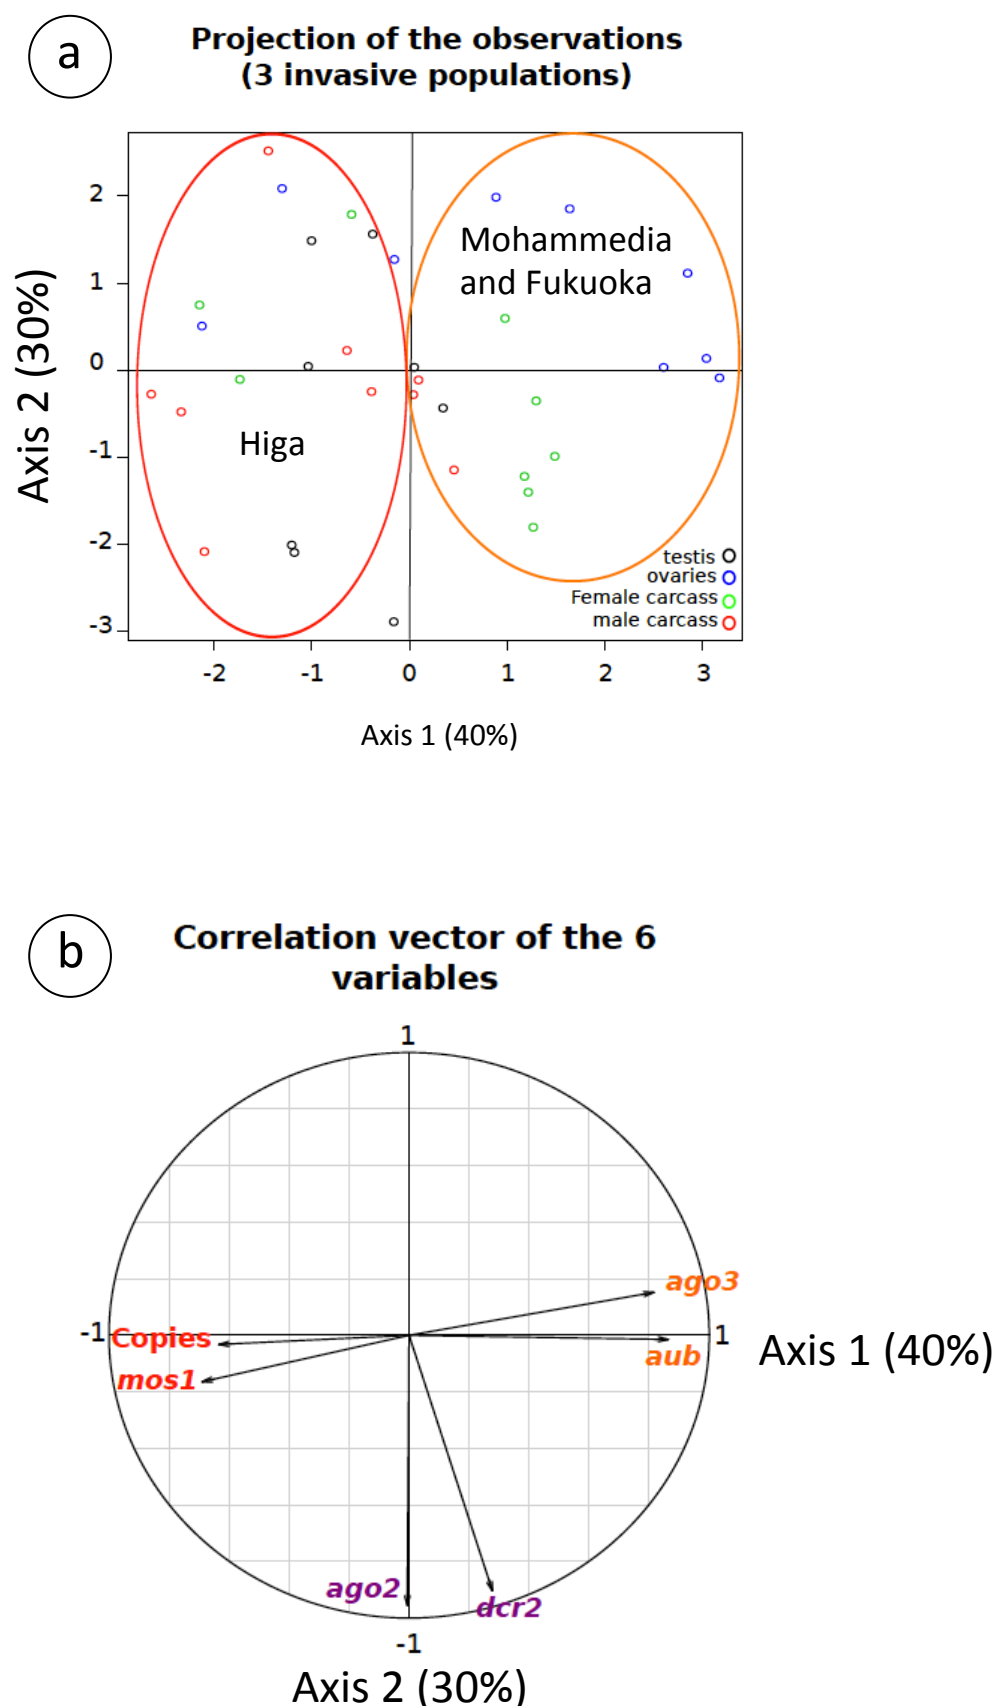 a
Projection of the observations
(3 invasive populations)
2
1
0
-1
-2
-3
Axis 2 (30%)
Mohammedia
and Fukuoka
Higa
testis
ovaries
Female carcass
male carcass
-2 -1 0 1 2 3
Axis 1 (40%)
b
Correlation vector of the 6
variables
1
ago3
-1 Copies 1
aub
Axis 1 (40%)
mos1
ago2
dcr2
-1
Axis 2 (30%)